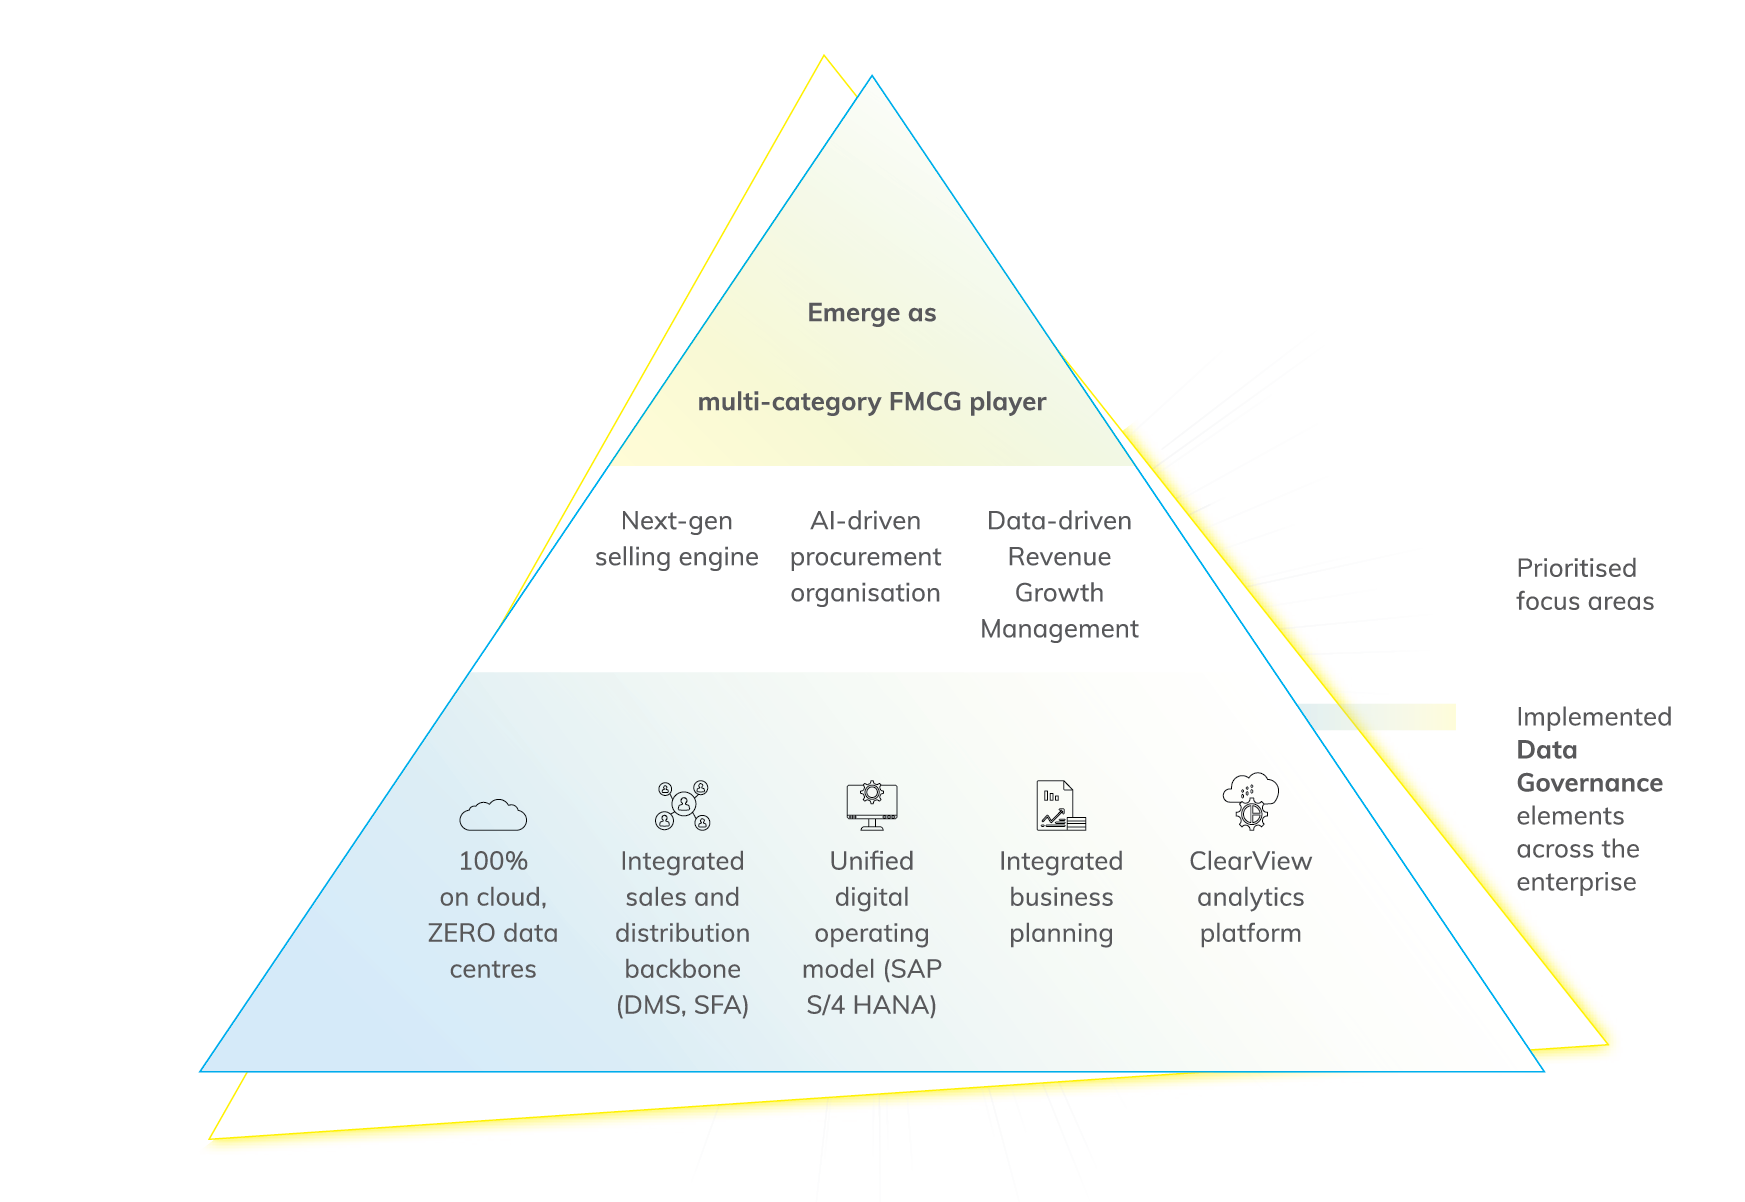 Emerge as
multi-category FMCG player
Next-gen
selling engine
AI-driven
procurement
organisation
Data-driven
Revenue
Growth
Management
Prioritised
focus areas
Implemented
Data
Governance
elements
across the
enterprise
100%
on cloud,
ZERO data
centres
Integrated
sales and
distribution
backbone
(DMS, SFA)
Unified
digital
operating
model (SAP
S/4 HANA)
Integrated
business
planning
ClearView
analytics
platform